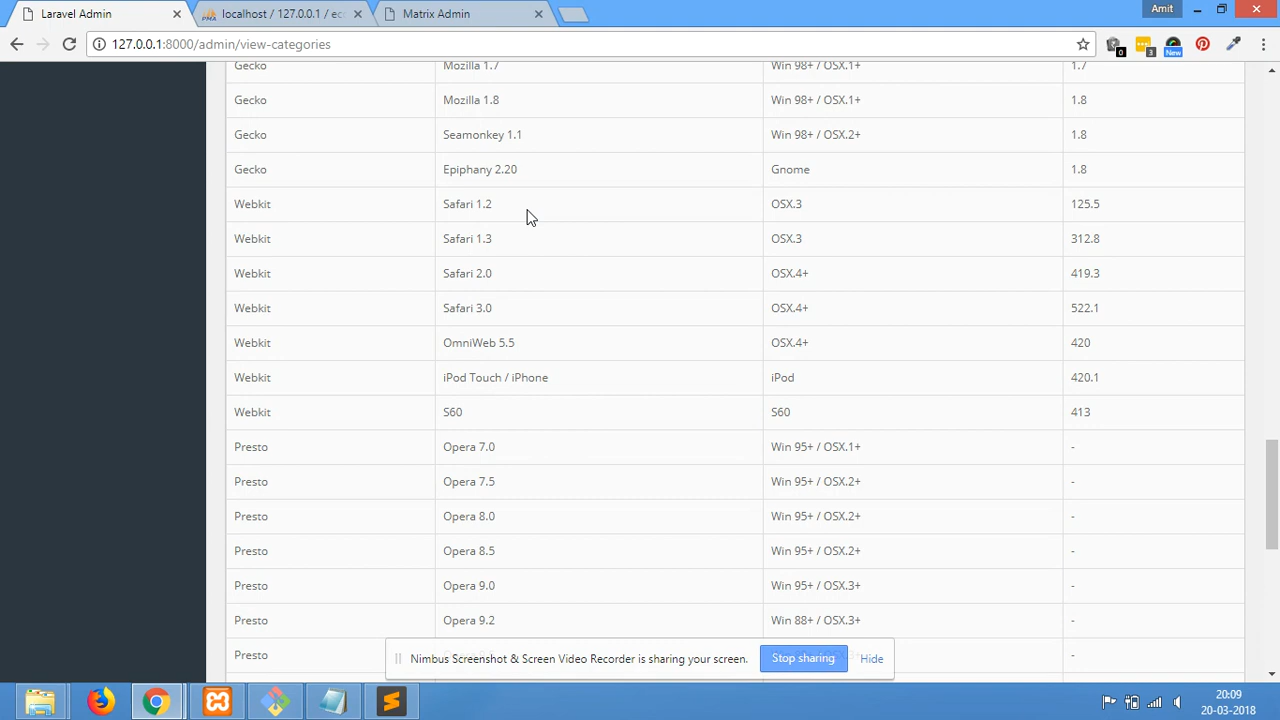 Laravel Admin
localhost / 127.0.0.1 / ec
Matrix Admin
Amit
127.0.0.1:8000/admin/view-categories
0
3
New
Gecko Mozilla 1.7 Win 98+ / OSX.1+ 1.7
Gecko Mozilla 1.8 Win 98+ / OSX.1+ 1.8
Gecko Seamonkey 1.1 Win 98+ / OSX.2+ 1.8
Gecko Epiphany 2.20 Gnome 1.8
Webkit Safari 1.2 OSX.3 125.5
Webkit Safari 1.3 OSX.3 312.8
Webkit Safari 2.0 OSX.4+ 419.3
Webkit Safari 3.0 OSX.4+ 522.1
Webkit OmniWeb 5.5 OSX.4+ 420
Webkit iPod Touch / iPhone iPod 420.1
Webkit S60 S60 413
Presto Opera 7.0 Win 95+ / OSX.1+ -
Presto Opera 7.5 Win 95+ / OSX.2+ -
Presto Opera 8.0 Win 95+ / OSX.2+ -
Presto Opera 8.5 Win 95+ / OSX.2+ -
Presto Opera 9.0 Win 95+ / OSX.3+ -
Presto Opera 9.2 Win 88+ / OSX.3+ -
Presto -
Nimbus Screenshot & Screen Video Recorder is sharing your screen. Stop sharing Hide
20:09
20-03-2018